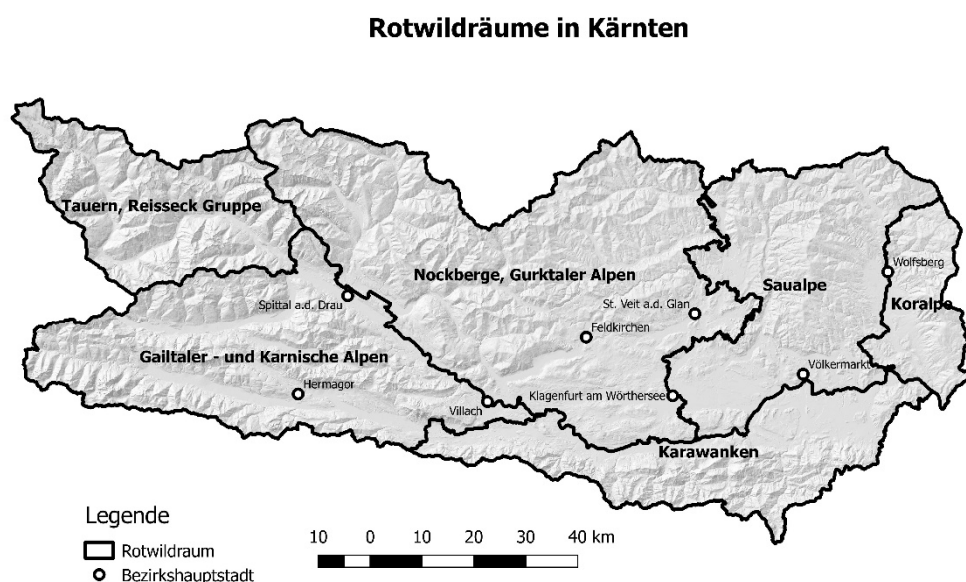 Rotwildräume in Kärnten
Tauern, Reisseck Gruppe
Nockberge, Gurktaler Alpen
Wolfsberg
Saualpe
Spittal a.d. Drau
St. Veit a.d. Glan
Koralpe
Feldkirchen
Gailtaler - und Karnische Alpen
Völkermarkt
Hermagor
Klagenfurt am Wörthersee
Villach
Karawanken
Legende
Rotwildraum
Bezirkshauptstadt
10 0 10 20 30 40 km